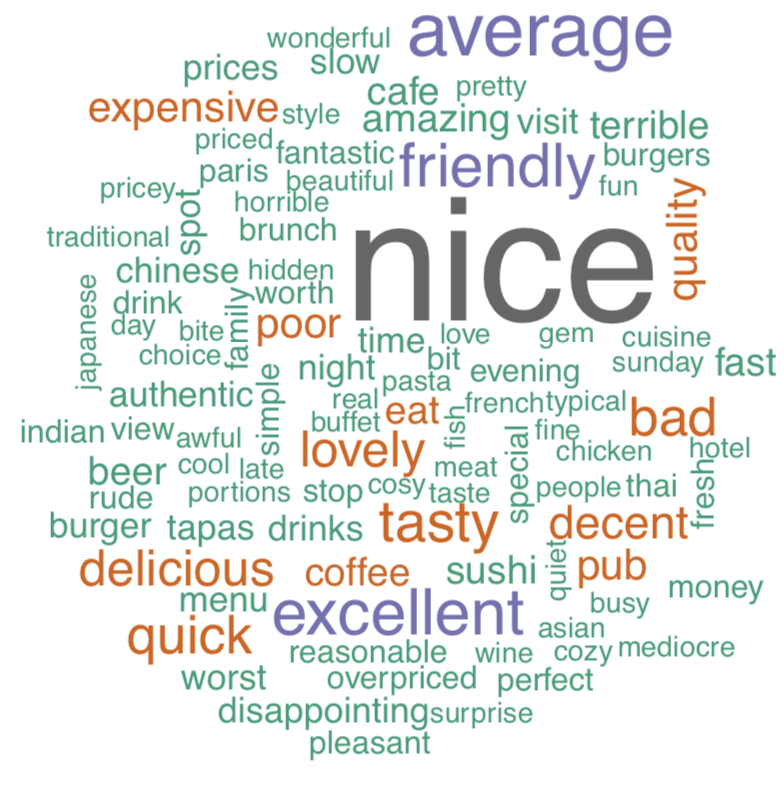 wonderful
average
prices
slow
cafe
pretty
expensive
style
amazing
visit
terrible
priced
fantastic
friendly
burgers
paris
beautiful
fun
pricey
spot
horrible
quality
traditional
brunch
nice
chinese
hidden
japanese
drink
family
worth
day
bite
poor
time
love
gem
cuisine
choice
night
bit
evening
sunday
fast
authentic
simple
pasta
real
eat
fish
french
typical
bad
indian
view
awful
buffet
lovely
fine
chicken
hotel
beer
cool
late
meat
special
fresh
rude
portions
stop
cosy
taste
people
thai
burger
tapas
drinks
tasty
decent
delicious
coffee
sushi
quiet
pub
menu
excellent
busy
money
quick
asian
reasonable
wine
cozy
mediocre
worst
overpriced
perfect
disappointing
surprise
pleasant